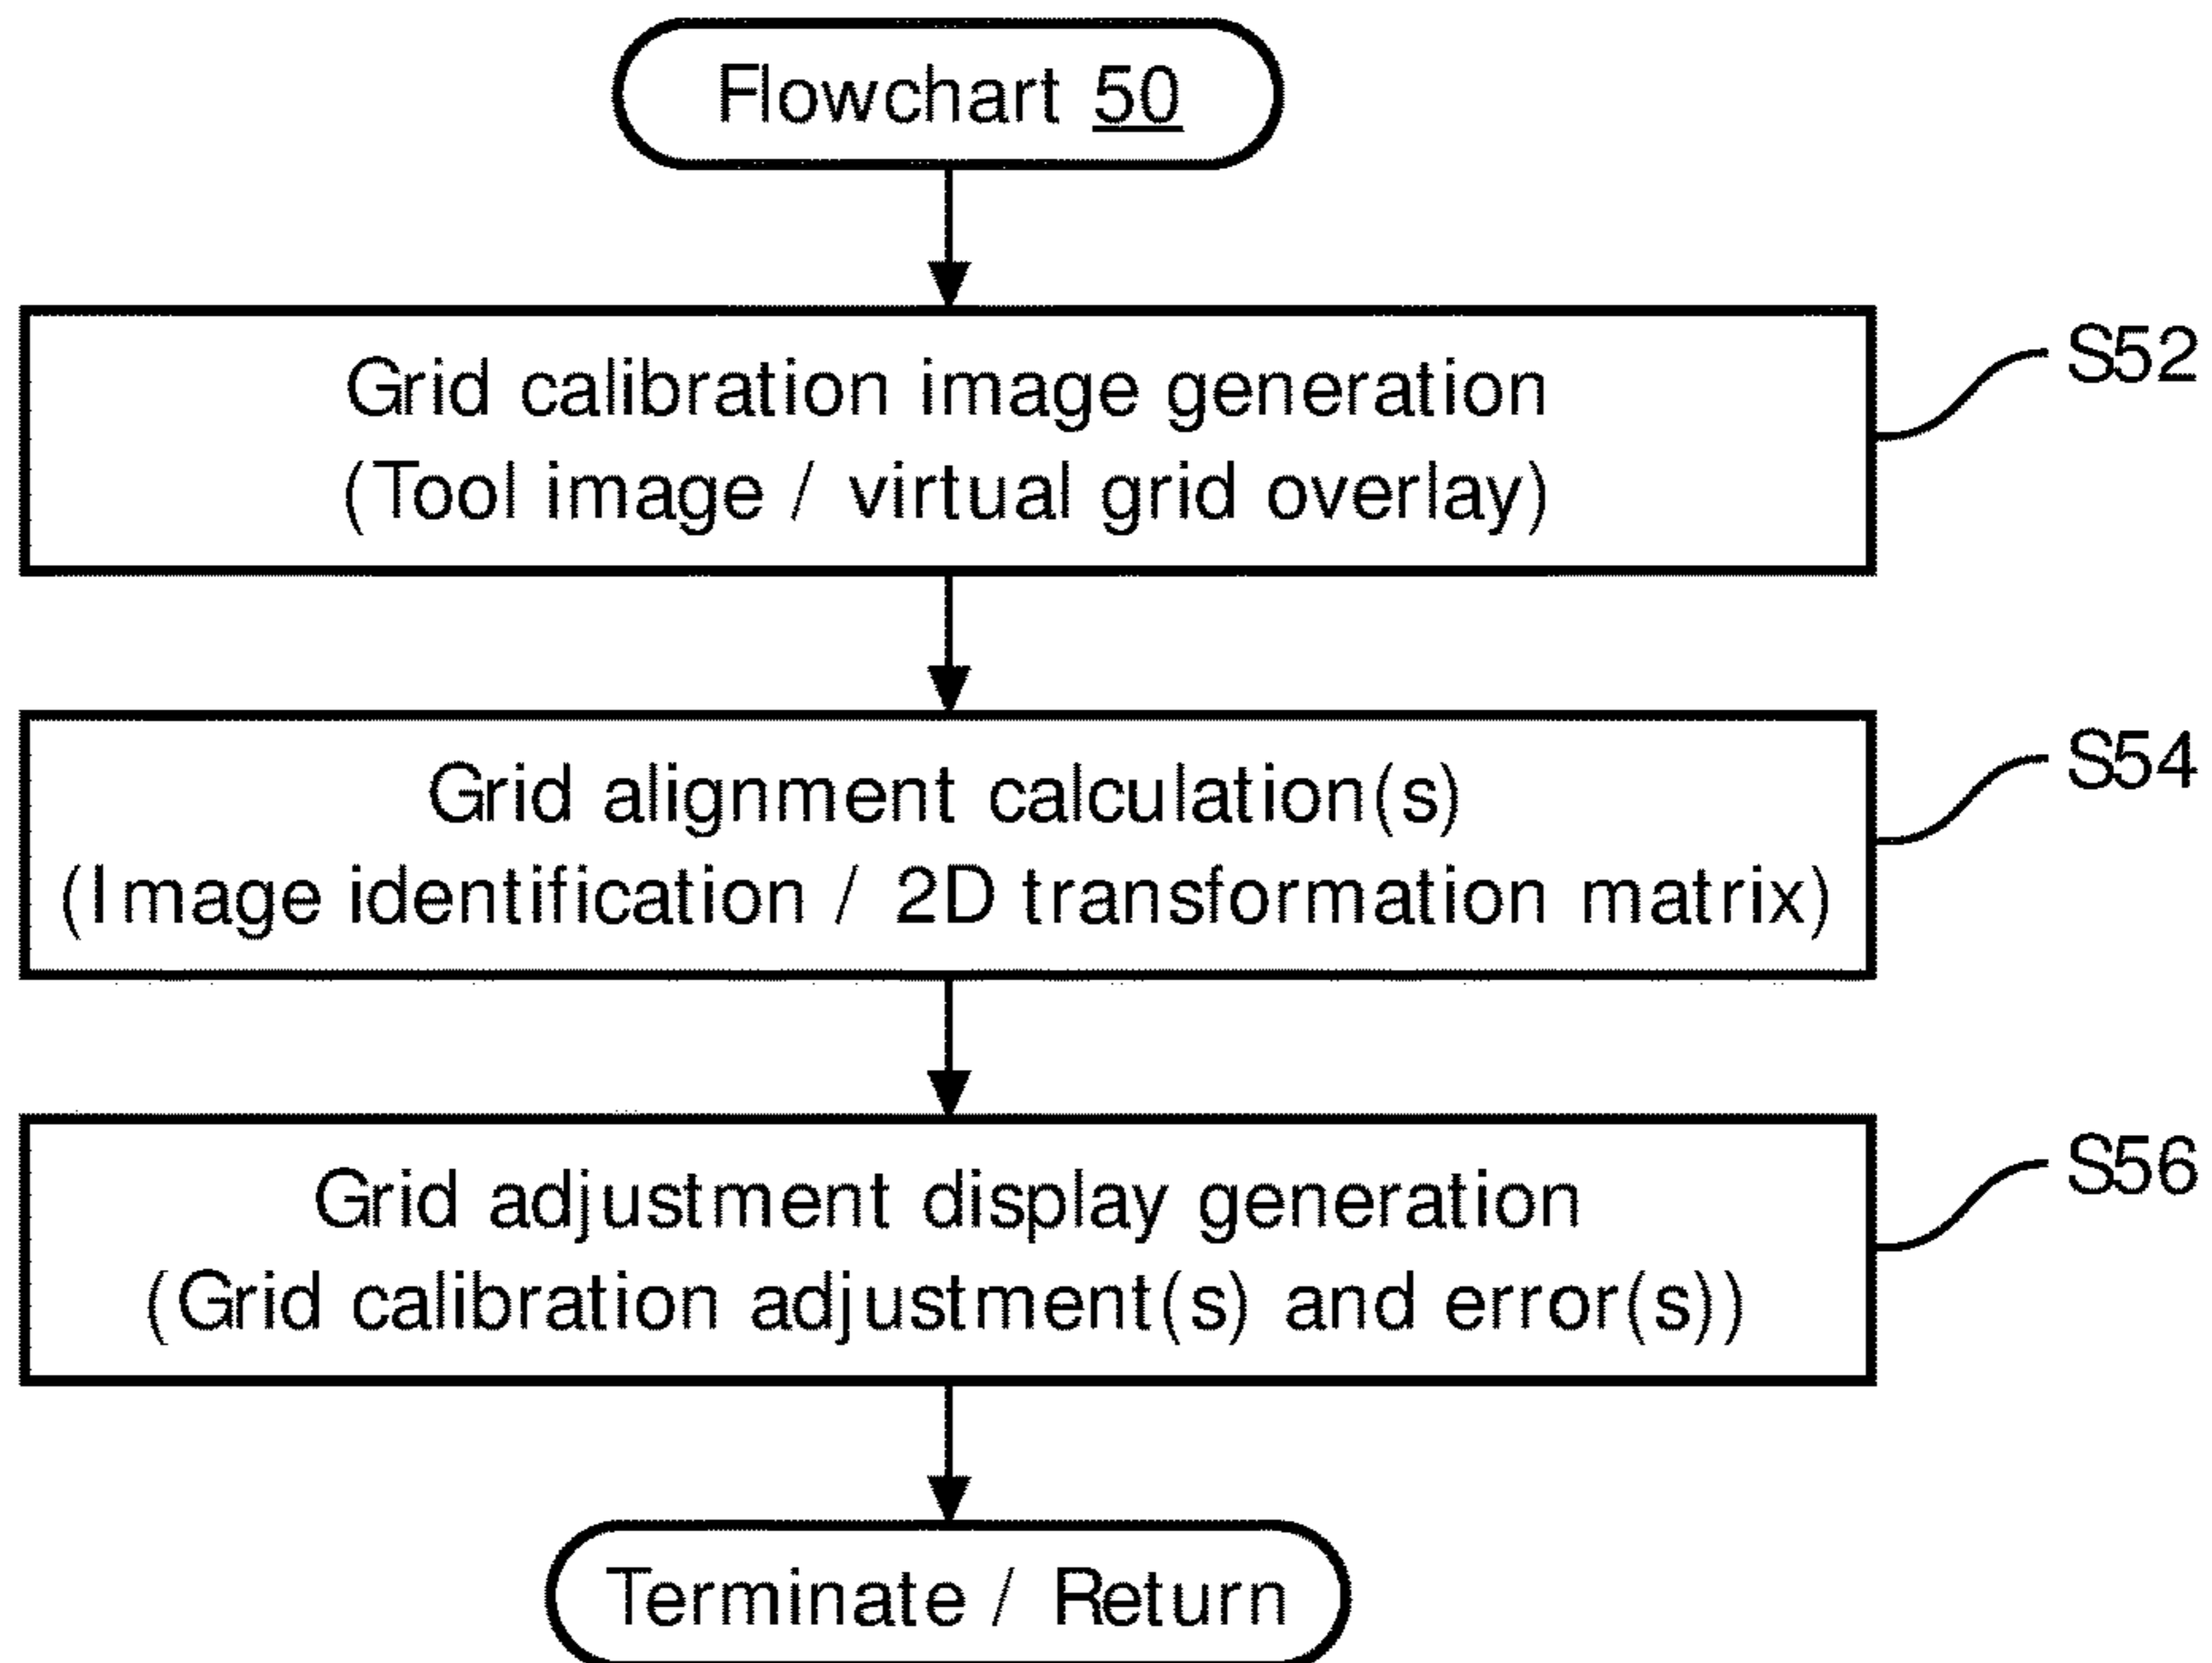 Flowchart 50
Grid calibration image generation
(Tool image / virtual grid overlay)
S52
Grid alignment calculation(s)
(Image identification / 2D transformation matrix)
S54
Grid adjustment display generation
(Grid calibration adjustment(s) and error(s))
S56
Terminate / Return